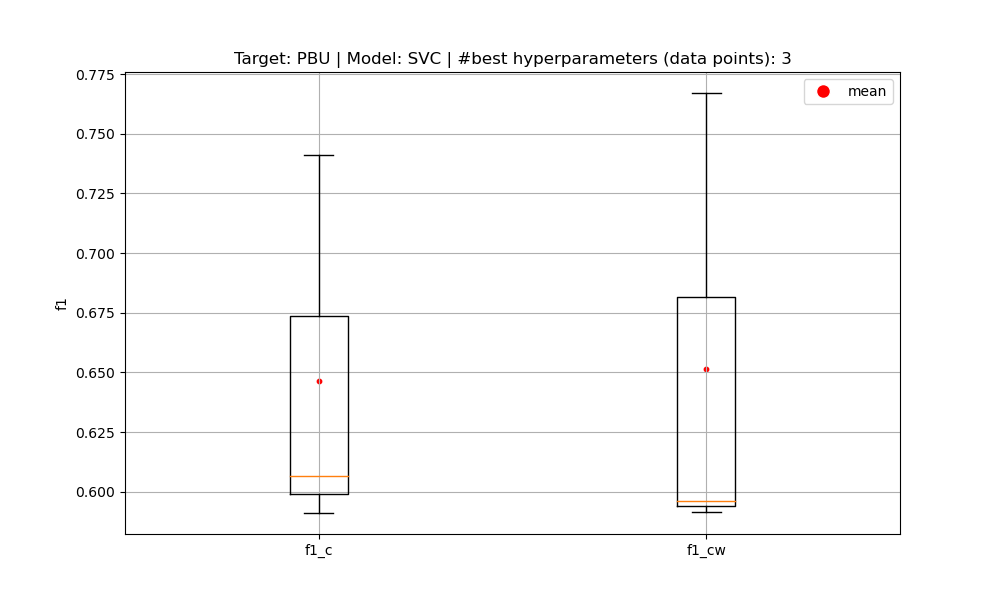 Target: PBU | Model: SVC | #best hyperparameters (data points): 3
mean
0.775
0.750
0.725
0.700
0.675
0.650
0.625
0.600
f1
f1_c
f1_cw